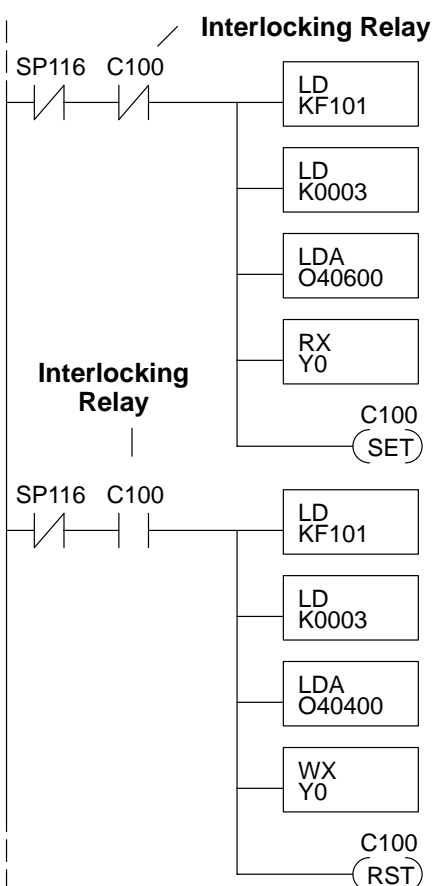 Interlocking Relay
SP116 C100
LD
KF101
LD
K0003
LDA
O40600
RX
Y0
Interlocking
Relay
C100
SET
SP116 C100
LD
KF101
LD
K0003
LDA
O40400
WX
Y0
C100
RST